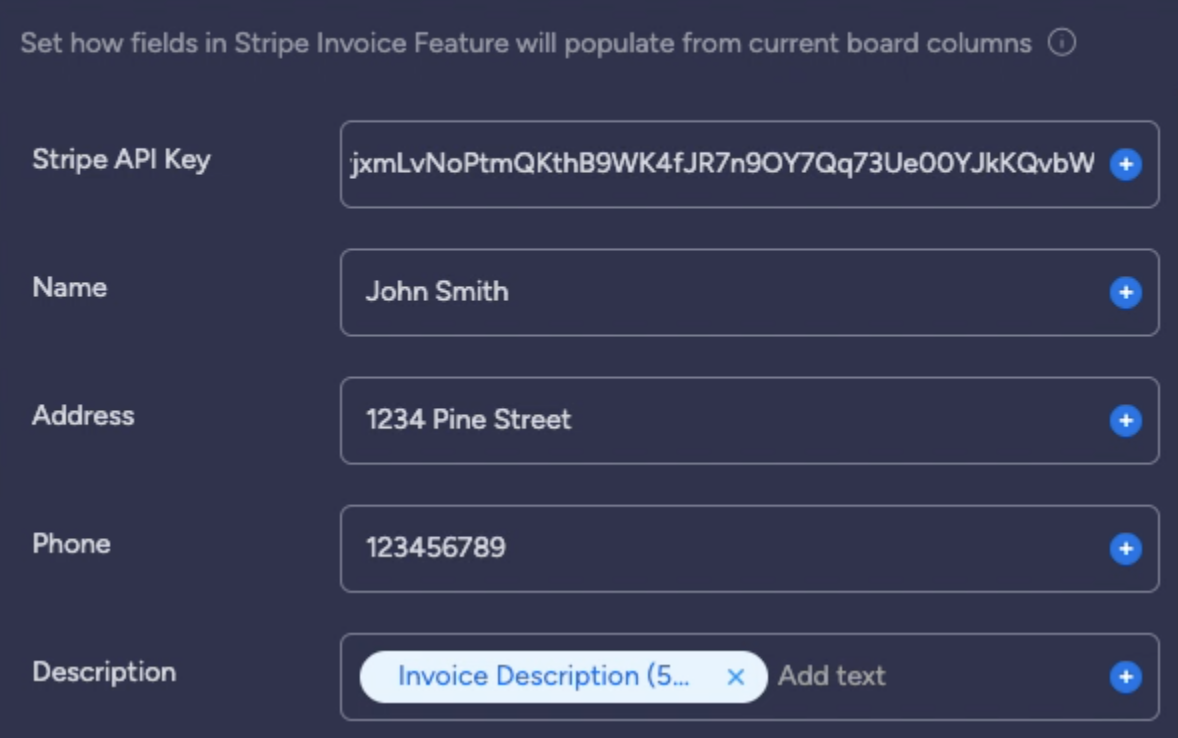 Set how fields in Stripe Invoice Feature will populate from current board columns
Stripe API Key
jxmLvNoPtmQKthB9WK4fJR7n9OY7Qq73Ue00YJkKQvbW
Name
John Smith
Address
1234 Pine Street
Phone
123456789
Description
Invoice Description (5... × Add text